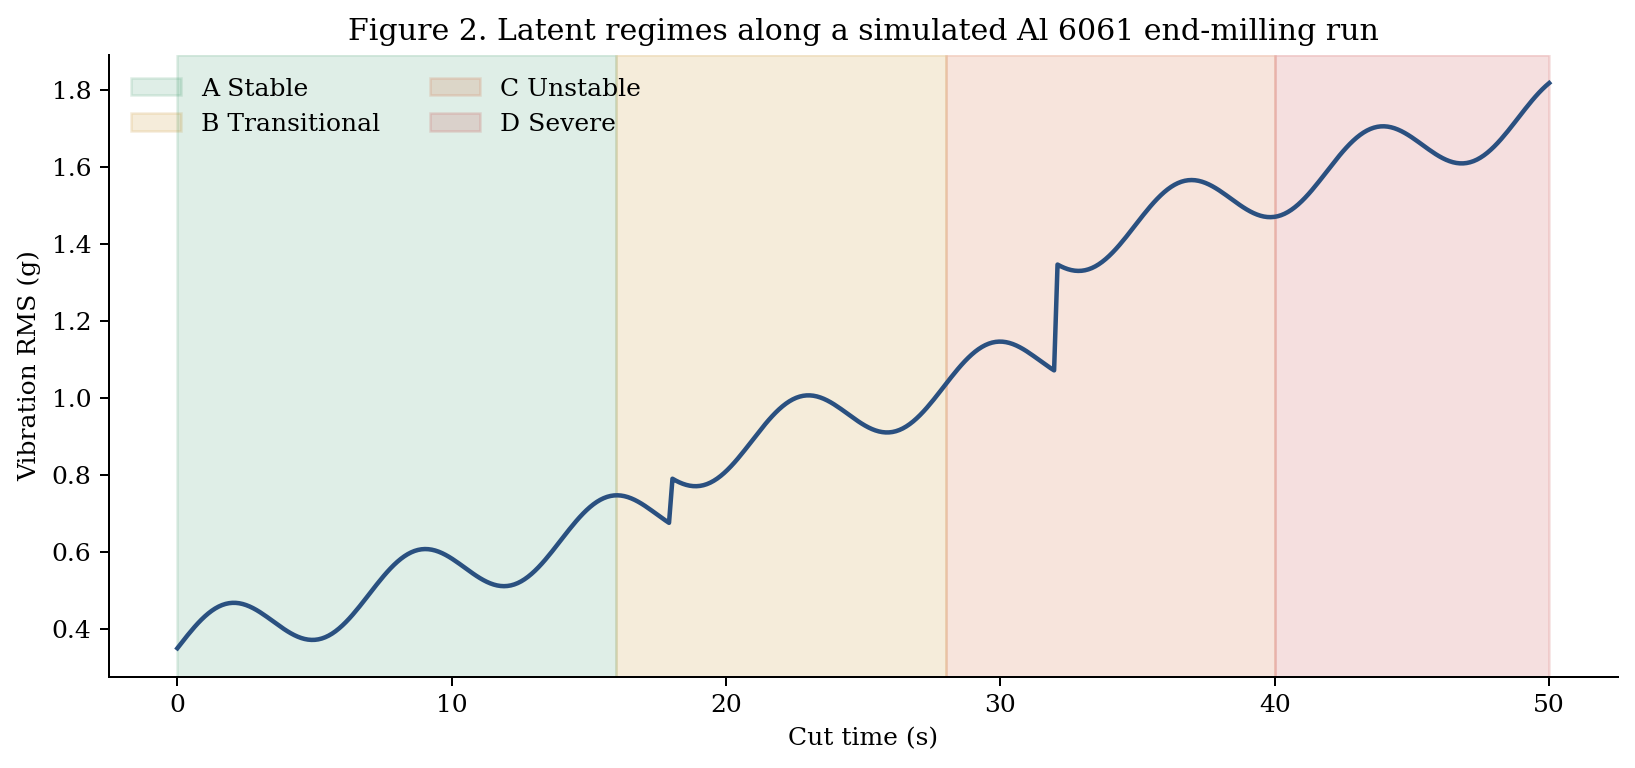 Figure 2. Latent regimes along a simulated Al 6061 end-milling run
A Stable
B Transitional
C Unstable
D Severe
Vibration RMS (g)
1.8
1.6
1.4
1.2
1.0
0.8
0.6
0.4
0 10 20 30 40 50
Cut time (s)